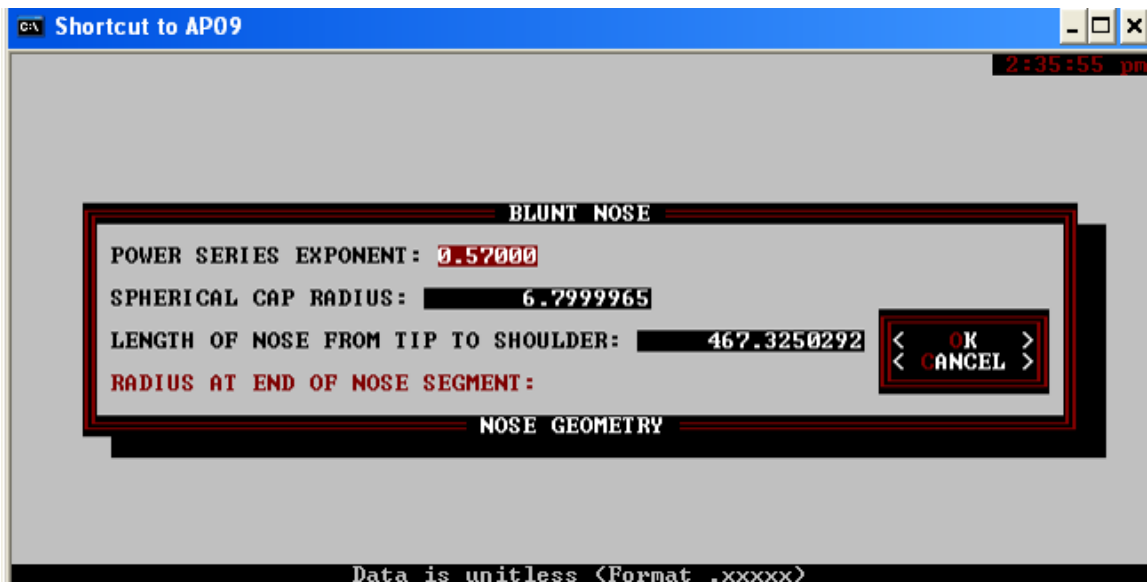 Shortcut to AP09
2:35:55 pm
BLUNT NOSE
POWER SERIES EXPONENT: 0.57000
SPHERICAL CAP RADIUS: 6.7999965
LENGTH OF NOSE FROM TIP TO SHOULDER: 467.3250292
RADIUS AT END OF NOSE SEGMENT:
< OK >
< CANCEL >
NOSE GEOMETRY
Data is unitless (Format .xxxxx)